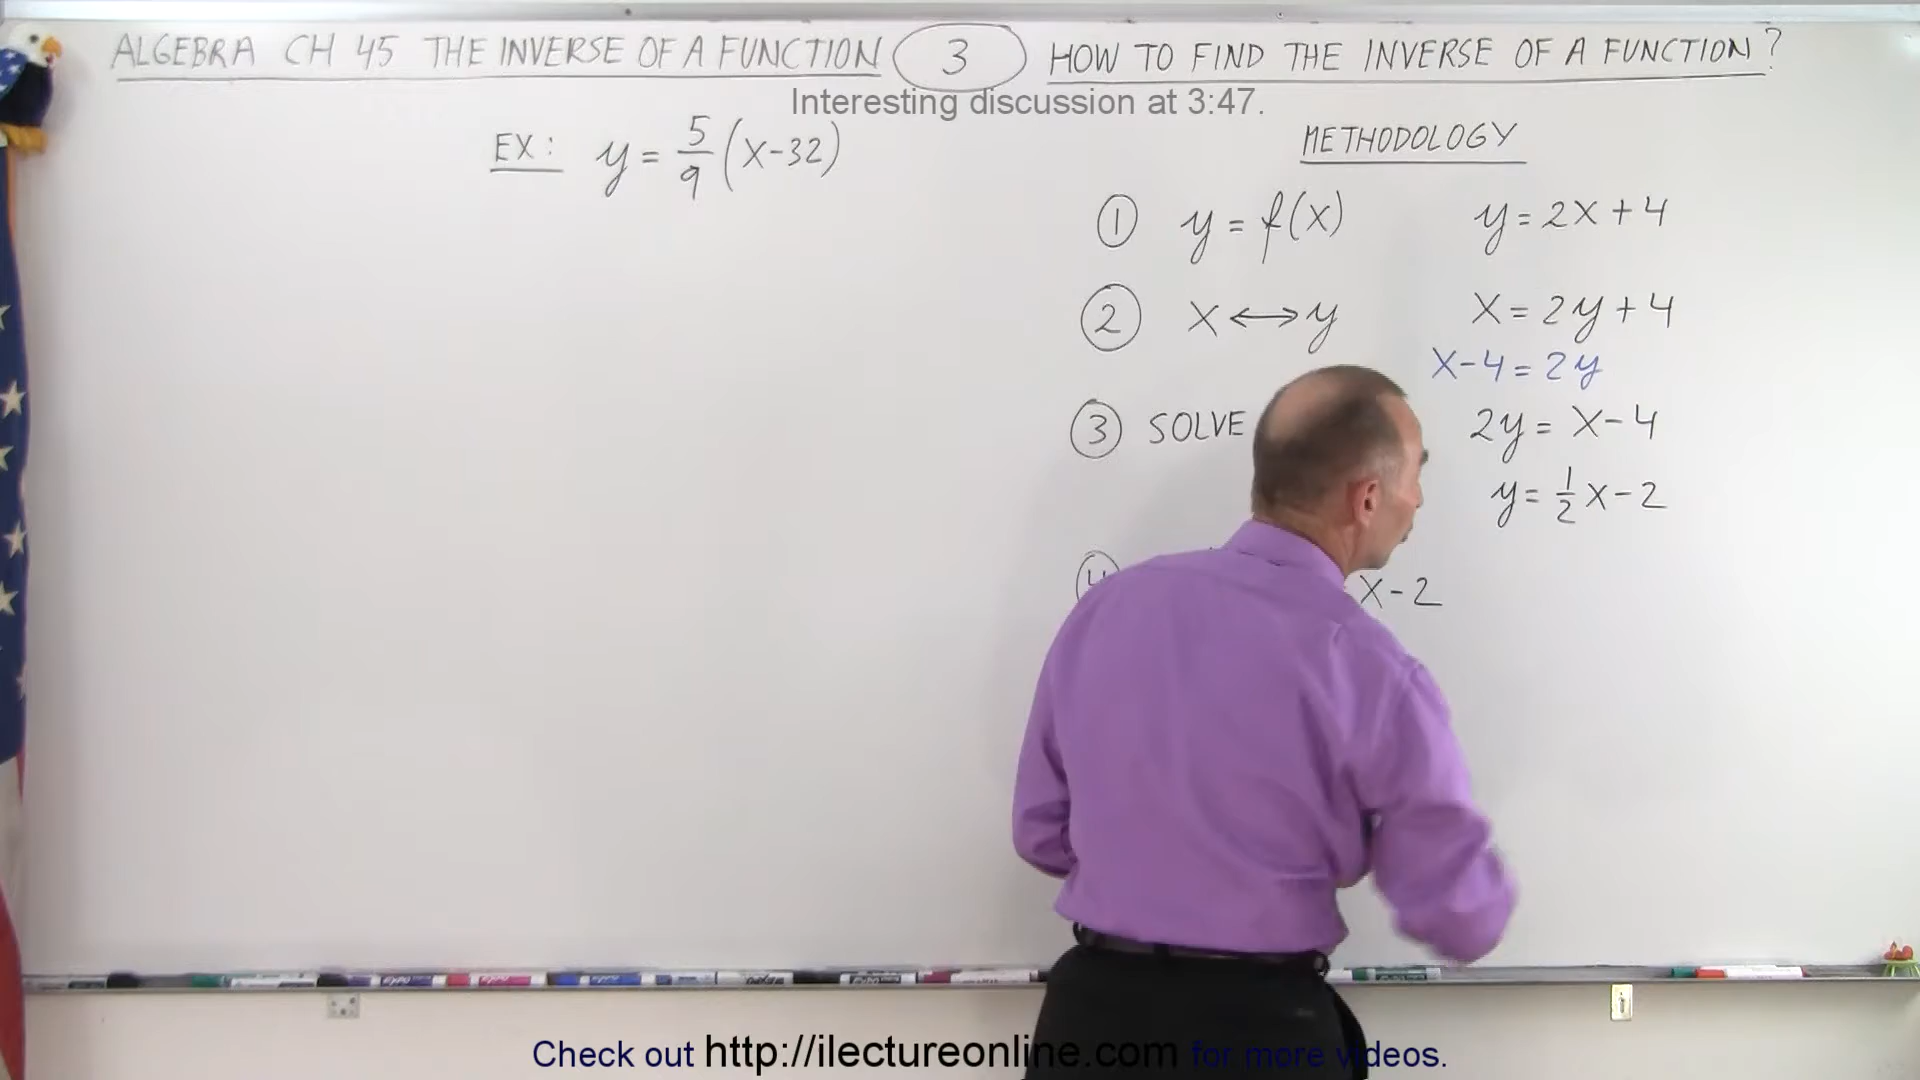 ALGEBRA CH 45 THE INVERSE OF A FUNCTION 3 HOW TO FIND THE INVERSE OF A FUNCTION?
Interesting discussion at 3:47.
EX: y = 5/9 (x-32)
METHODOLOGY
① y = f(x) y = 2x + 4
② x ↔ y x = 2y + 4
x - 4 = 2y
③ SOLVE 2y = x - 4
y = 1/2 x - 2
④ x - 2
Check out http://ilectureonline.com for more videos.